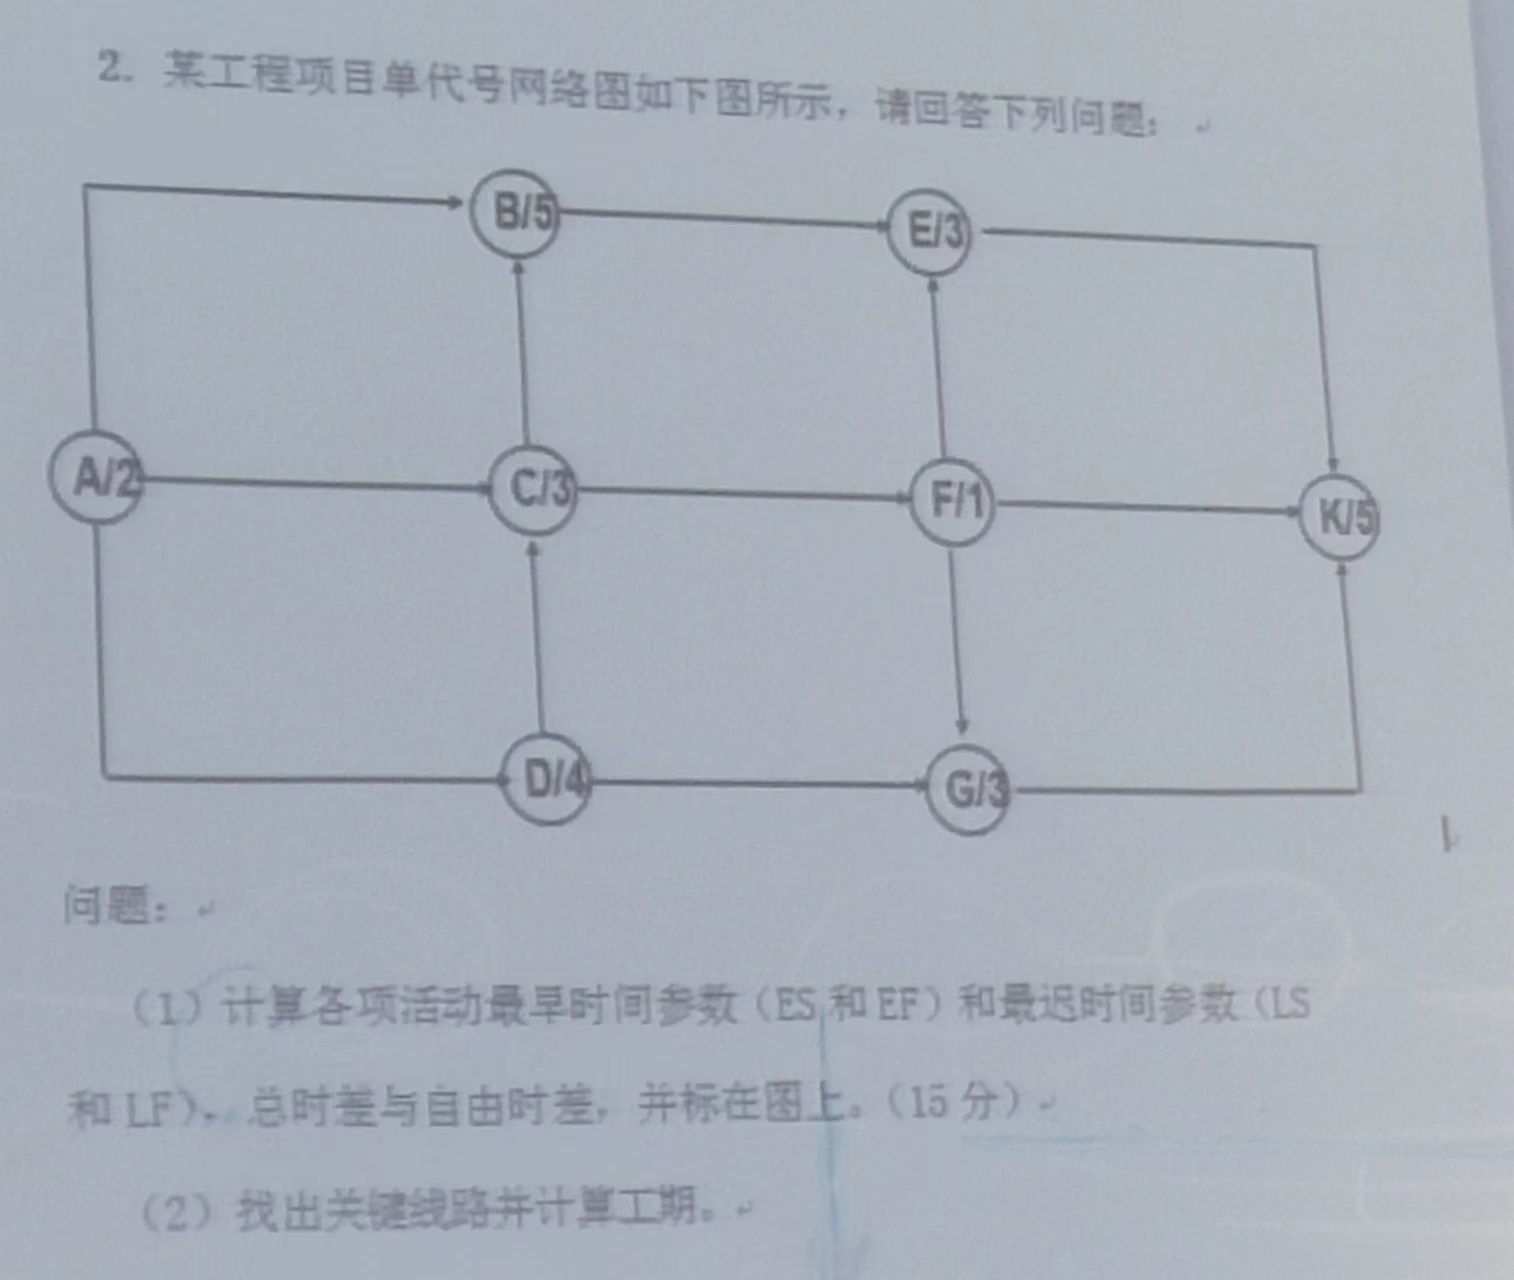 2. 某工程项目单代号网络图如下图所示，请回答下列问题：
B/5
E/3
A/2
C/3
F/1
K/5
D/4
G/3
问题：
（1）计算各项活动最早时间参数（ES 和 EF）和最迟时间参数（LS
和 LF），总时差与自由时差，并标在图上。（15 分）
（2）找出关键线路并计算工期。